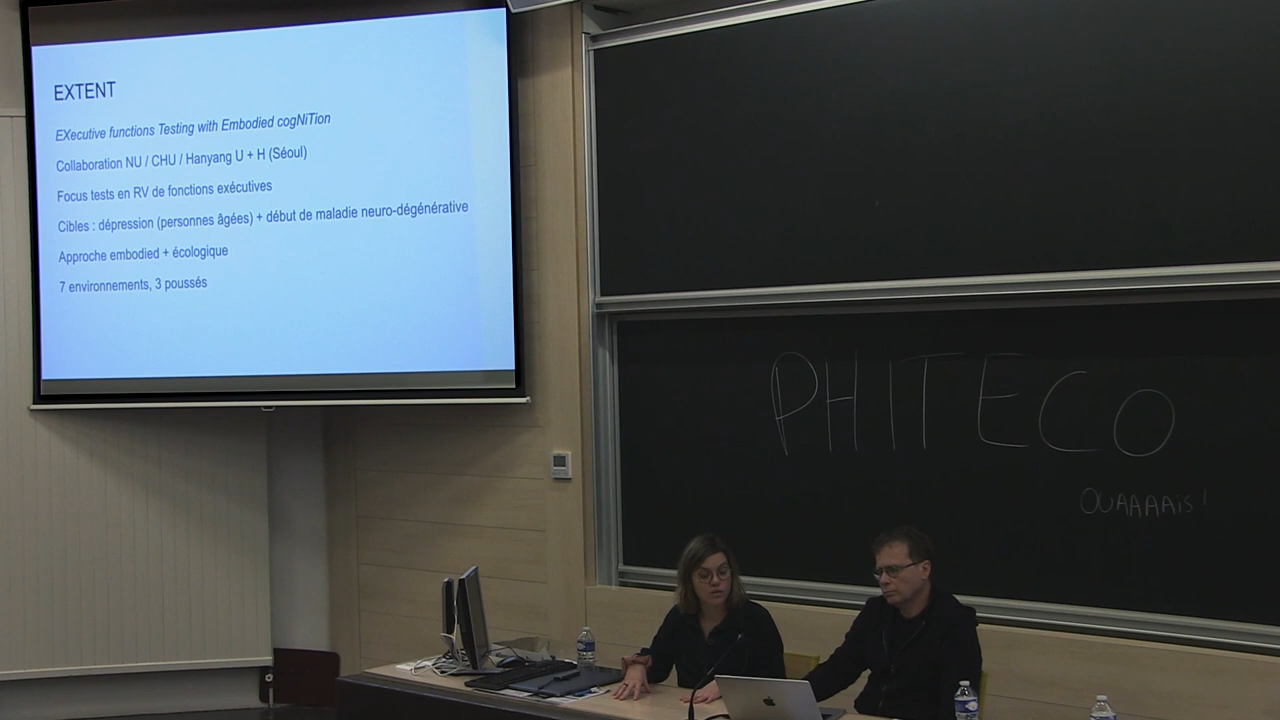 EXTENT
EXecutive functions Testing with Embodied cogNiTion
Collaboration NU / CHU / Hanyang U + H (Séoul)
Focus tests en RV de fonctions exécutives
Cibles : dépression (personnes âgées) + début de maladie neuro-dégénérative
Approche embodied + écologique
7 environnements, 3 poussés
PHITECO
OUAAAAis !